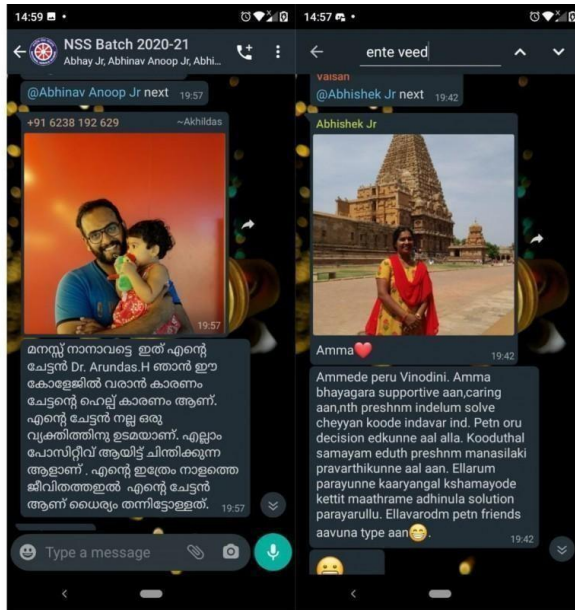 14:59
NSS Batch 2020-21
Abhay Jr, Abhinav Anoop Jr, Abhi...
@Abhinav Anoop Jr next 19:57
+91 6238 192 629 ~Akhildas
19:57
മനസ്സ് നാനാവട്ടെ ഇത് എന്റെ
ചേട്ടൻ Dr. Arundas.H ഞാൻ ഈ
കോളേജിൽ വരാൻ കാരണം
ചേട്ടന്റെ ഹെല്പ് കാരണം ആണ്.
എന്റെ ചേട്ടൻ നല്ല ഒരു
വ്യക്തിത്തിനു ഉടമയാണ്. എല്ലാം
പോസിറ്റീവ് ആയിട്ട് ചിന്തിക്കുന്ന
ആളാണ് . എന്റെ ഇത്രേം നാളത്തെ
ജീവിതത്തഇൽ എന്റെ ചേട്ടൻ
ആണ് ധൈര്യം തന്നിട്ടോള്ളത്. 19:57
Type a message
14:57
ente veed
Vaisan
@Abhishek Jr next 19:42
Abhishek Jr
Amma❤️ 19:42
Ammede peru Vinodini. Amma
bhayagara supportive aan,caring
aan,nth preshnm indelum solve
cheyyan koode indavar ind. Petn oru
decision edkunne aal alla. Kooduthal
samayam eduth preshnm manasilaki
pravarthikunne aal aan. Ellarum
parayunne kaaryangal kshamayode
kettit maathrame adhinula solution
parayarullu. Ellavarodm petn friends
aavuna type aan😁. 19:42